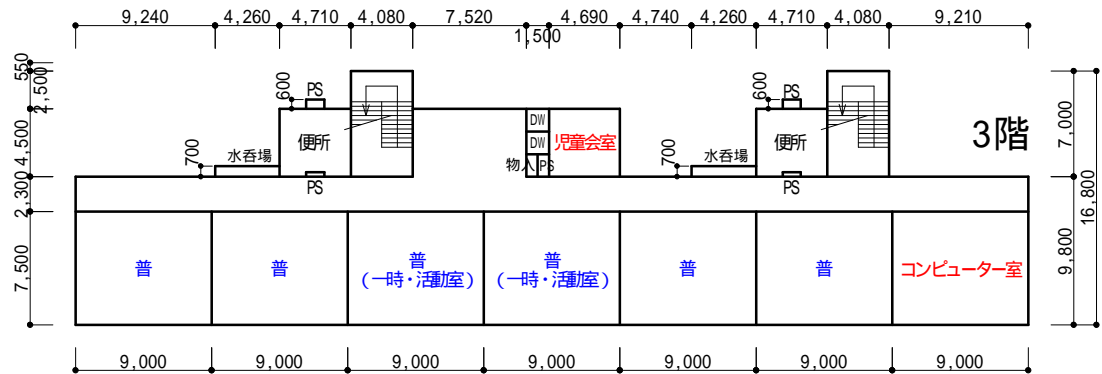 9,240 4,260 4,710 4,080 7,520 4,690 4,740 4,260 4,710 4,080 9,210
1,500
550
2,500
4,500
2,300
7,500
600
PS
便所
700
水呑場
PS
DW
DW
物入 PS
児童会室
600
PS
便所
700
水呑場
PS
3階
7,000
16,800
9,800
普
普
普
(一時・活動室)
普
(一時・活動室)
普
普
コンピューター室
9,000 9,000 9,000 9,000 9,000 9,000 9,000